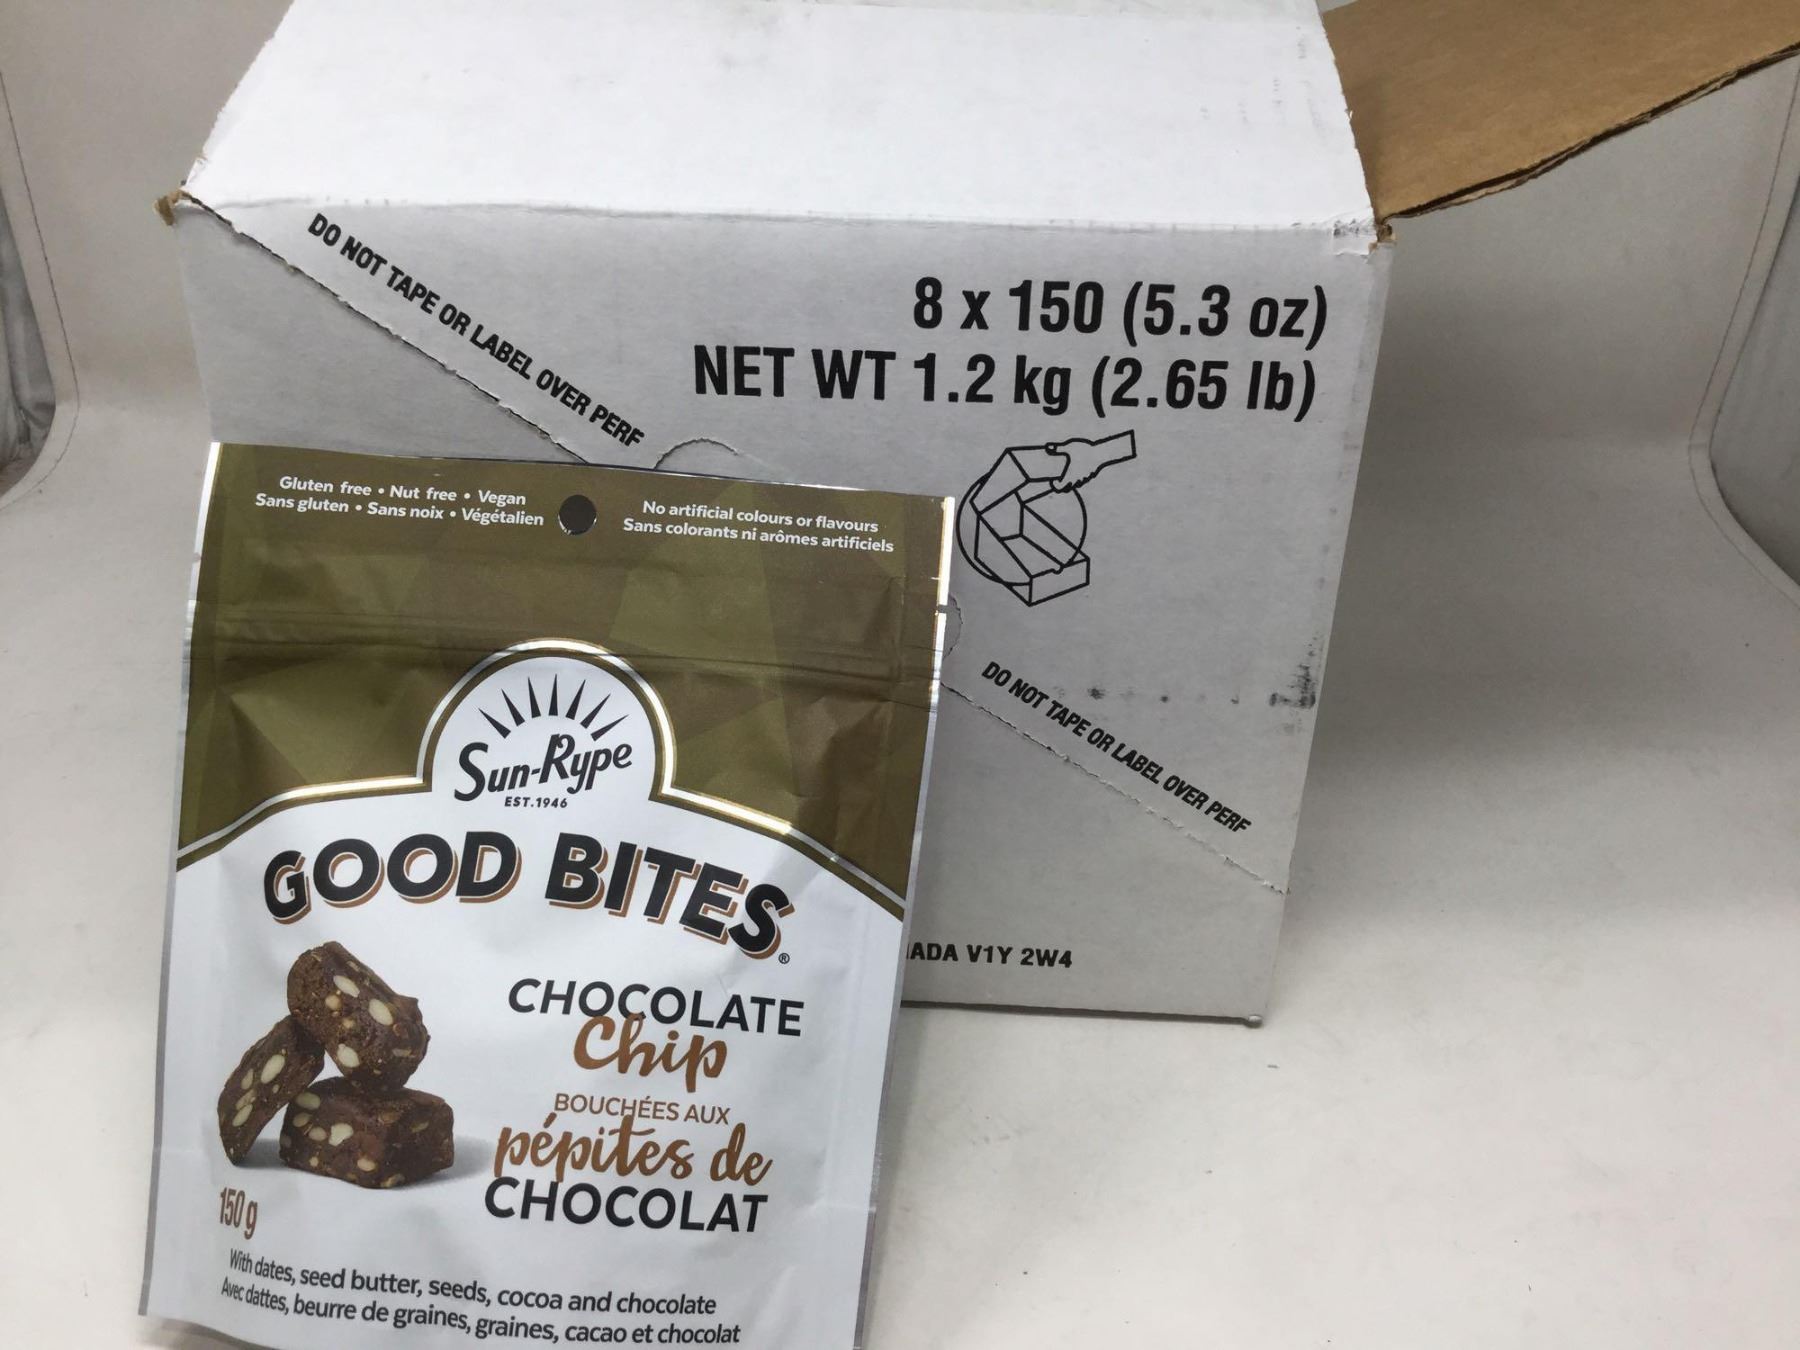 DO NOT TAPE OR LABEL OVER PERF
8 x 150 (5.3 oz)
NET WT 1.2 kg (2.65 lb)
DO NOT TAPE OR LABEL OVER PERF
V1Y 2W4
Gluten free • Nut free • Vegan
Sans gluten • Sans noix • Végétalien
No artificial colours or flavours
Sans colorants ni arômes artificiels
Sun-Rype
EST.1946
GOOD BITES®
CHOCOLATE
Chip
BOUCHÉES AUX
pépites de
CHOCOLAT
150 g
With dates, seed butter, seeds, cocoa and chocolate
Avec dattes, beurre de graines, graines, cacao et chocolat